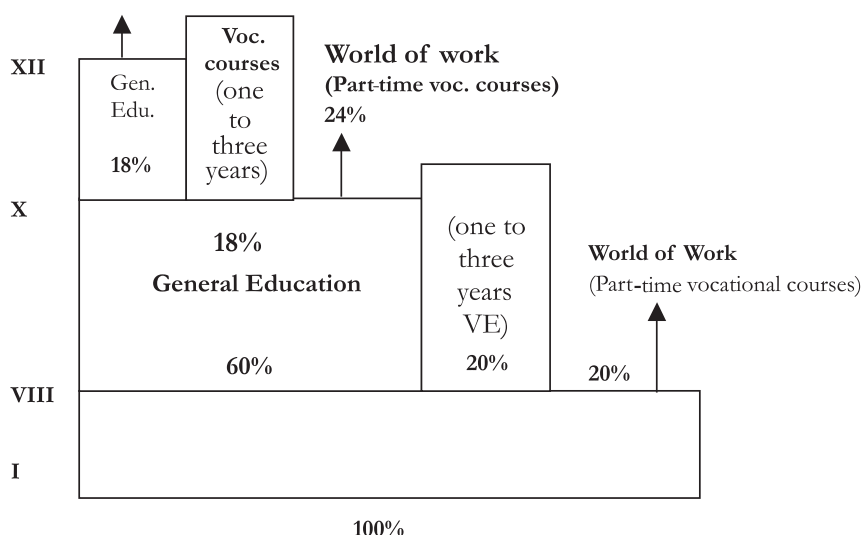 XII
Gen.
Edu.
18%
Voc.
courses
(one
to
three
years)
World of work
(Part-time voc. courses)
24%
X
18%
General Education
60%
(one to
three
years
VE)
20%
World of Work
(Part-time vocational courses)
20%
VIII
I
100%